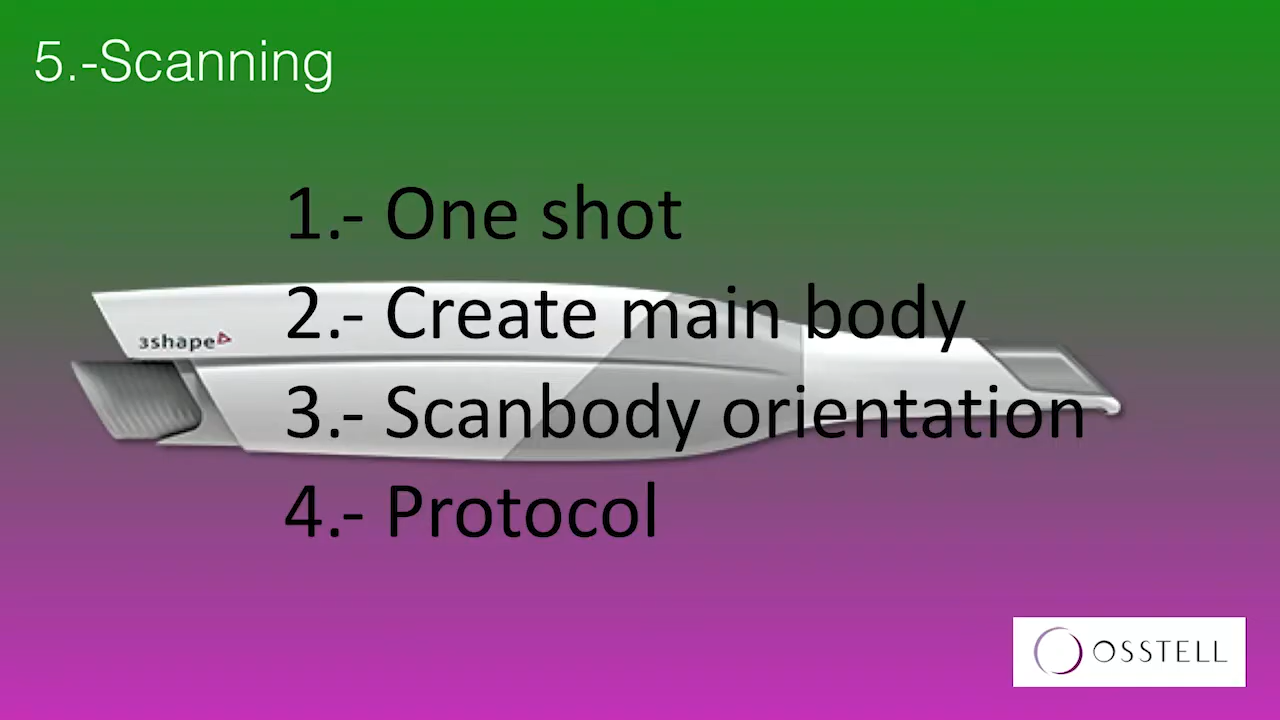 5.-Scanning
1.- One shot
2.- Create main body
3shape
3.- Scanbody orientation
4.- Protocol
OSSTELL